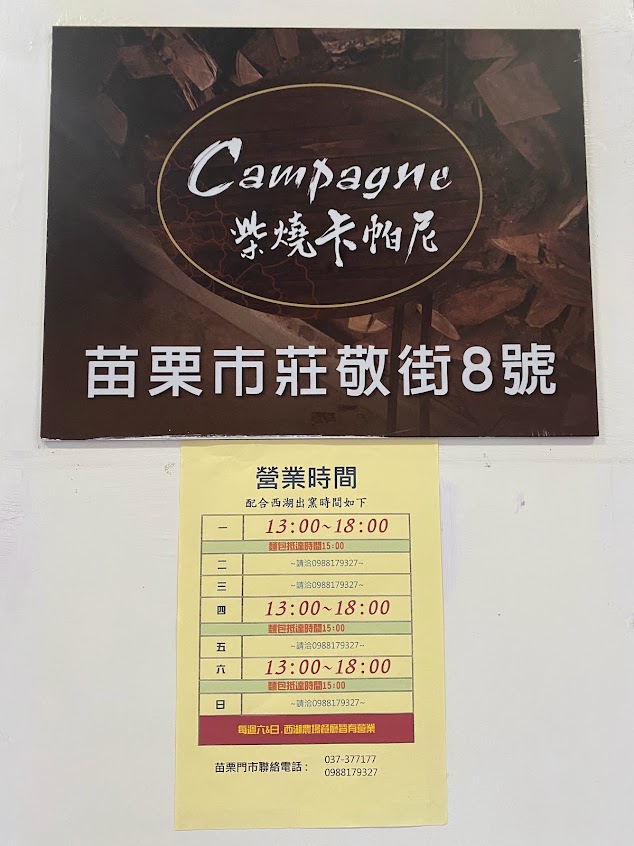 Campagne
柴燒卡帕尼
苗栗市莊敬街8號
營業時間
配合西湖出窯時間如下
一 13:00~18:00
麵包抵達時間15:00
二 ~請洽0988179327~
三 ~請洽0988179327~
四 13:00~18:00
麵包抵達時間15:00
五 ~請洽0988179327~
六 13:00~18:00
麵包抵達時間15:00
日 ~請洽0988179327~
每週六&日,西湖農場餐廳皆有營業
苗栗門市聯絡電話: 037-377177
0988179327